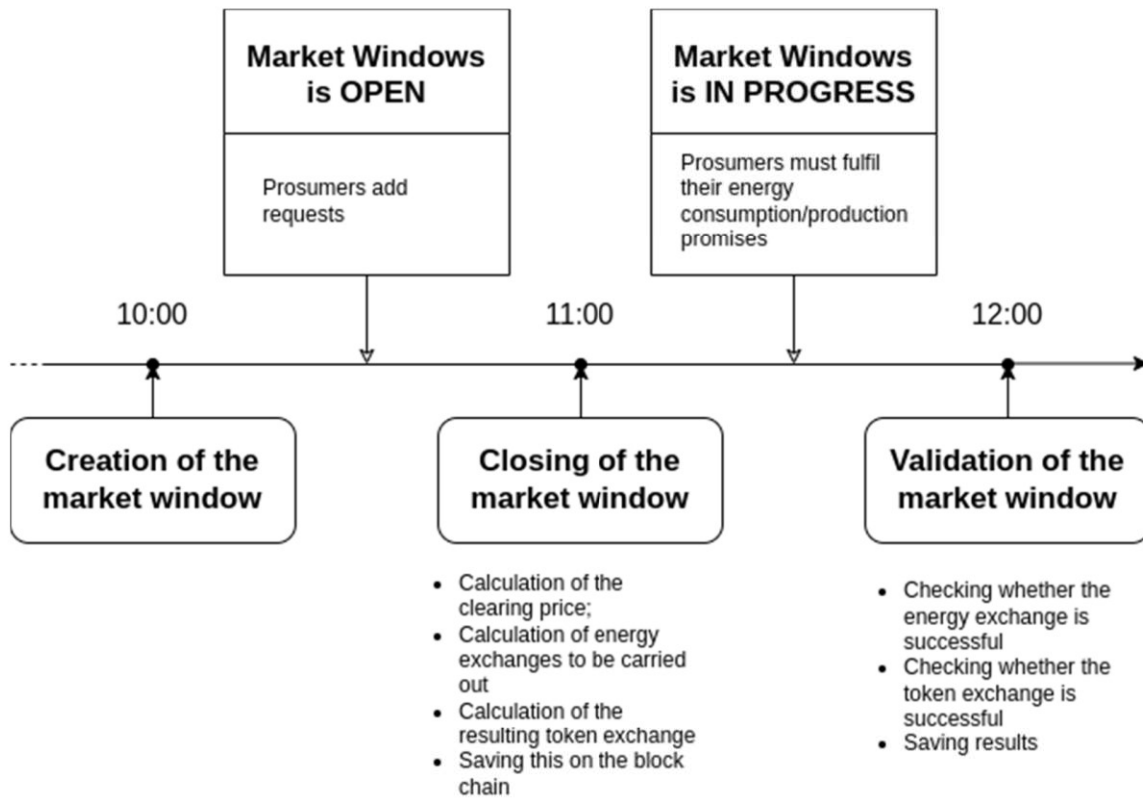 Market Windows
is OPEN
Prosumers add
requests
Market Windows
is IN PROGRESS
Prosumers must fulfil
their energy
consumption/production
promises
10:00
11:00
12:00
Creation of the
market window
Closing of the
market window
• Calculation of the
clearing price;
• Calculation of energy
exchanges to be carried
out
• Calculation of the
resulting token exchange
• Saving this on the block
chain
Validation of the
market window
• Checking whether the
energy exchange is
successful
• Checking whether the
token exchange is
successful
• Saving results